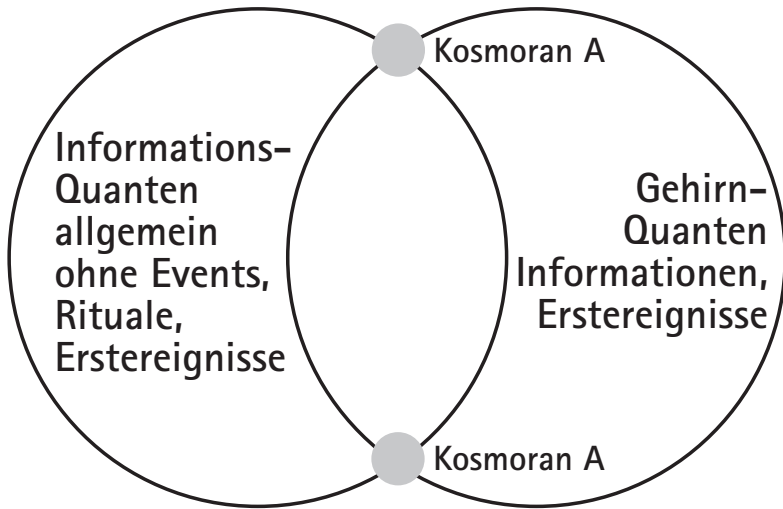 Kosmoran A
Informations-
Quanten
allgemein
ohne Events,
Rituale,
Erstereignisse
Gehirn-
Quanten
Informationen,
Erstereignisse
Kosmoran A